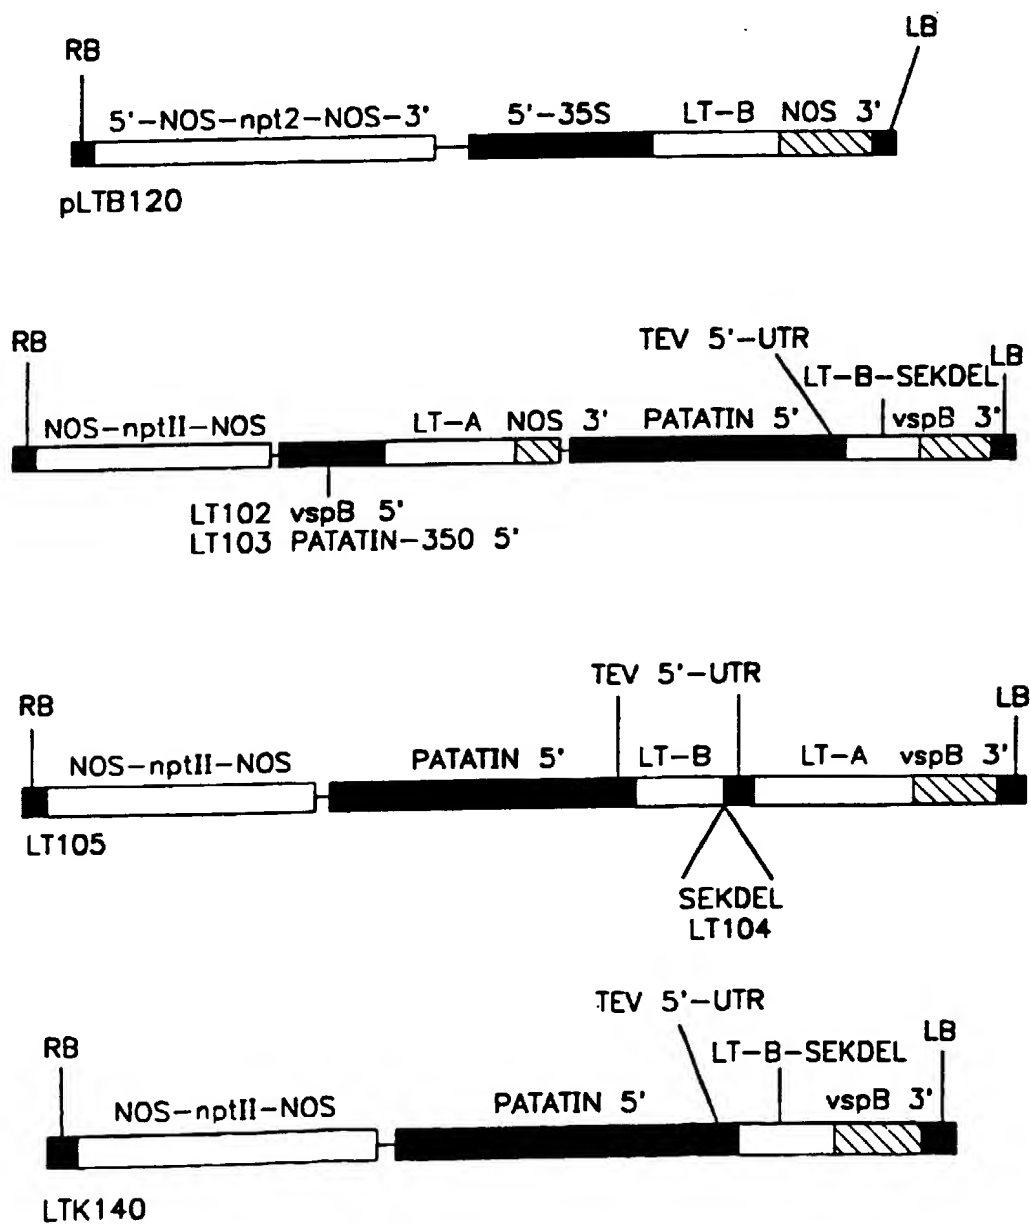 RB
LB
5'-NOS-npt2-NOS-3'
5'-35S
LT-B
NOS 3'
pLTB120
RB
TEV 5'-UTR
LB
LT-B-SEKDEL
NOS-nptII-NOS
LT-A
NOS 3'
PATATIN 5'
vspB 3'
LT102 vspB 5'
LT103 PATATIN-350 5'
RB
TEV 5'-UTR
LB
NOS-nptII-NOS
PATATIN 5'
LT-B
LT-A
vspB 3'
LT105
SEKDEL
LT104
RB
TEV 5'-UTR
LB
LT-B-SEKDEL
NOS-nptII-NOS
PATATIN 5'
vspB 3'
LTK140